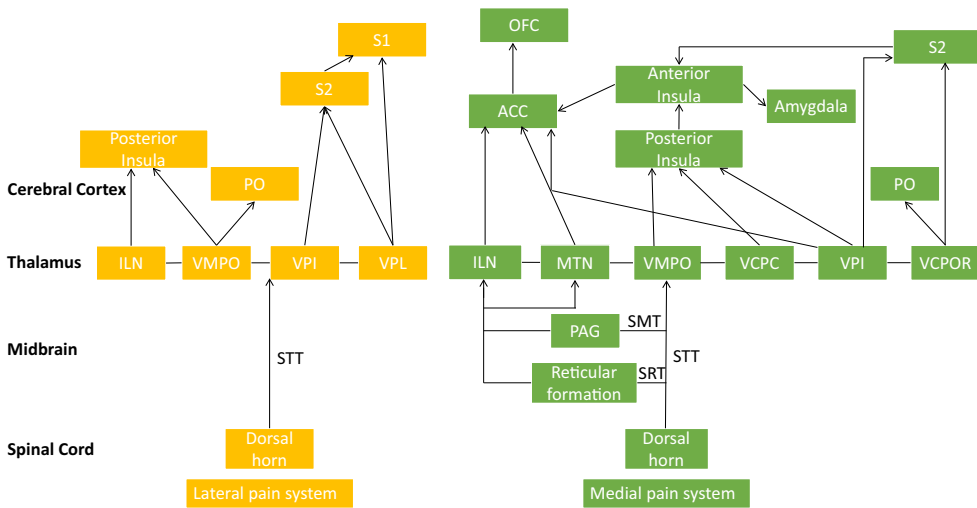 OFC
S1
S2
S2
Anterior
Insula
Amygdala
ACC
Posterior
Insula
Posterior
Insula
PO
PO
Cerebral Cortex
Thalamus
ILN
VMPO
VPI
VPL
ILN
MTN
VMPO
VCPC
VPI
VCPOR
Midbrain
STT
PAG
SMT
STT
Reticular
formation
SRT
Spinal Cord
Dorsal
horn
Dorsal
horn
Lateral pain system
Medial pain system